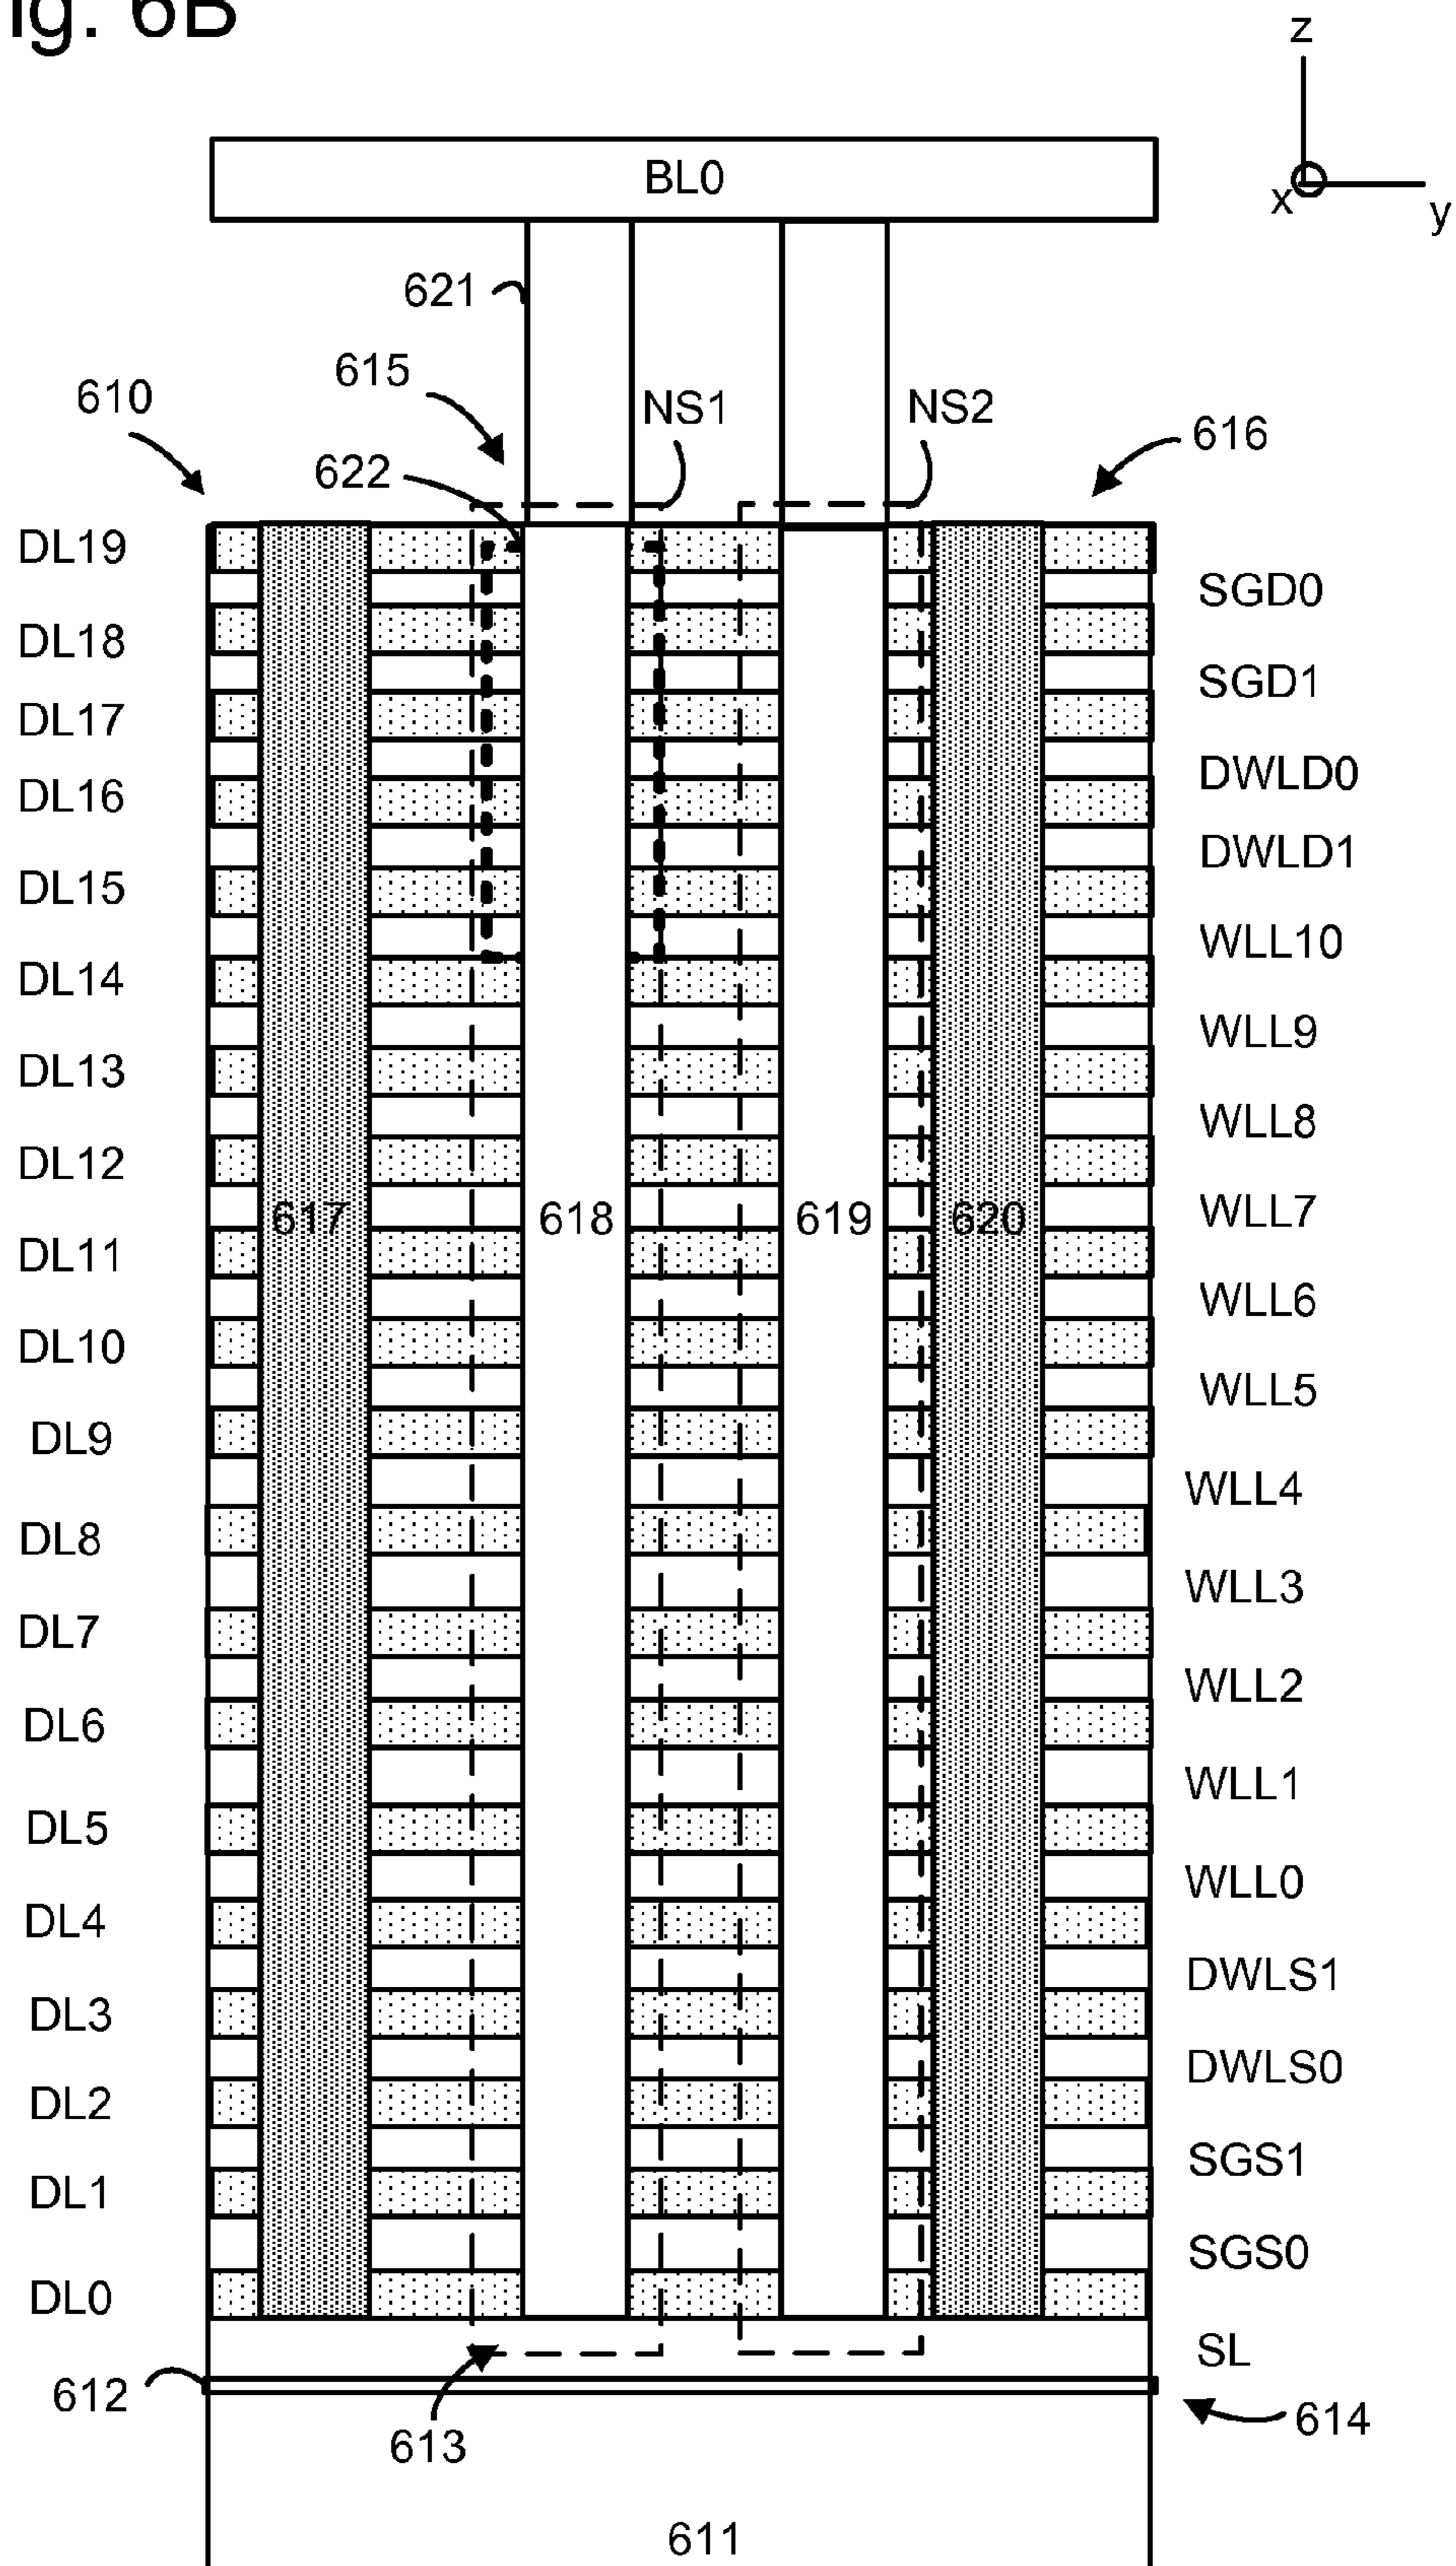 ig. 6B
z
x
y
BL0
621
615
610
NS1
NS2
616
622
DL19
SGD0
DL18
SGD1
DL17
DWLD0
DL16
DWLD1
DL15
WLL10
DL14
WLL9
DL13
WLL8
DL12
WLL7
617
618
619
620
DL11
WLL6
DL10
WLL5
DL9
WLL4
DL8
WLL3
DL7
WLL2
DL6
WLL1
DL5
WLL0
DL4
DWLS1
DL3
DWLS0
DL2
SGS1
DL1
SGS0
DL0
SL
612
614
613
611